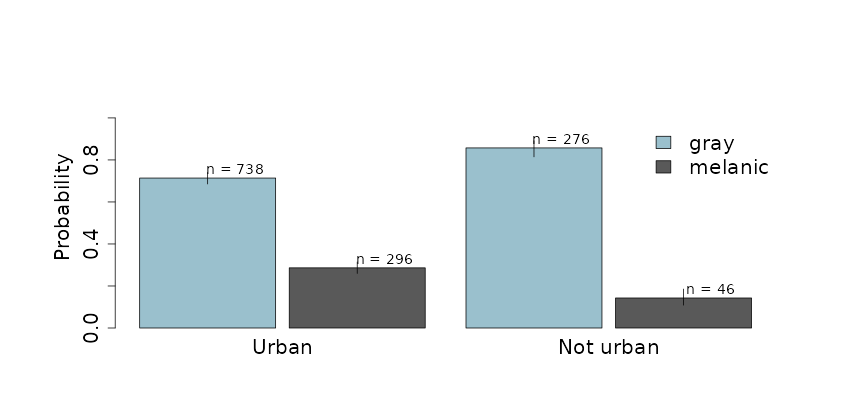 Probability
0.8
0.4
0.0
n = 738
n = 296
n = 276
n = 46
gray
melanic
Urban
Not urban